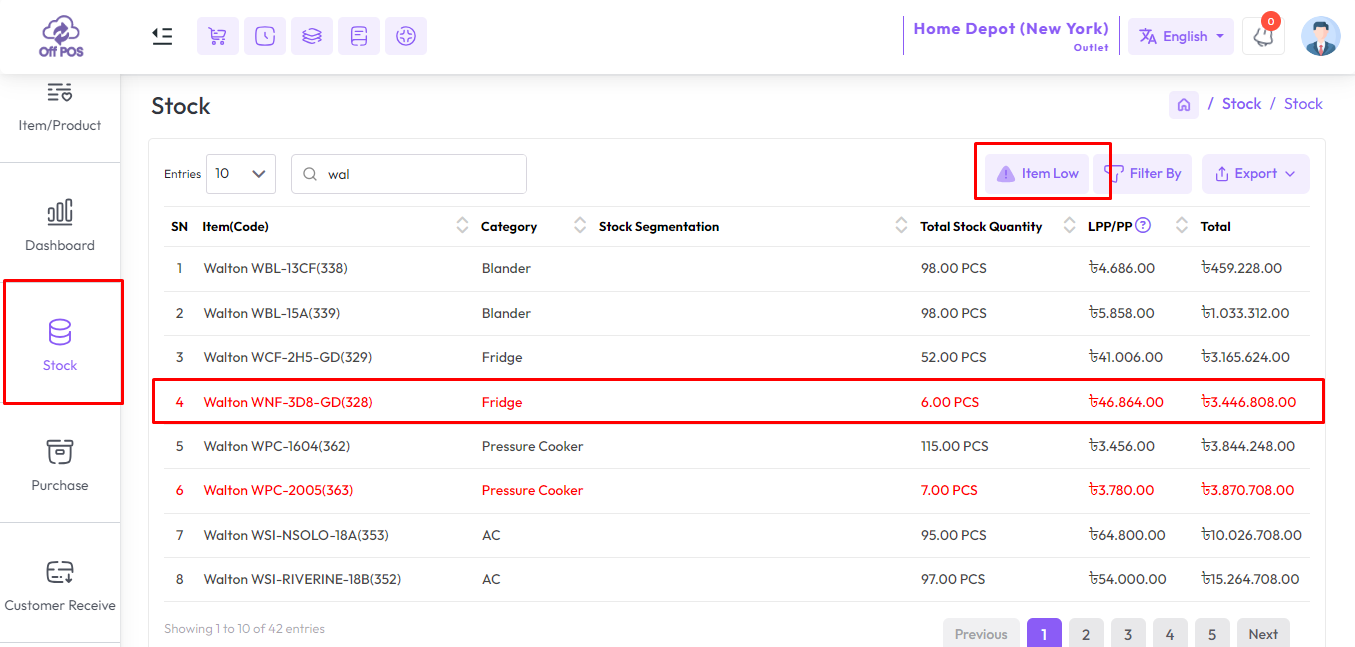 Off POS
Home Depot (New York)
Outlet
English
0
Item/Product
Dashboard
Stock
Purchase
Customer Receive
Stock
/ Stock / Stock
Entries 10 wal Item Low Filter By Export
SN Item(Code) Category Stock Segmentation Total Stock Quantity LPP/PP ? Total
1 Walton WBL-13CF(338) Blander 98.00 PCS ৳4.686.00 ৳459.228.00
2 Walton WBL-15A(339) Blander 98.00 PCS ৳5.858.00 ৳1.033.312.00
3 Walton WCF-2H5-GD(329) Fridge 52.00 PCS ৳41.006.00 ৳3.165.624.00
4 Walton WNF-3D8-GD(328) Fridge 6.00 PCS ৳46.864.00 ৳3.446.808.00
5 Walton WPC-1604(362) Pressure Cooker 115.00 PCS ৳3.456.00 ৳3.844.248.00
6 Walton WPC-2005(363) Pressure Cooker 7.00 PCS ৳3.780.00 ৳3.870.708.00
7 Walton WSI-NSOLO-18A(353) AC 95.00 PCS ৳64.800.00 ৳10.026.708.00
8 Walton WSI-RIVERINE-18B(352) AC 97.00 PCS ৳54.000.00 ৳15.264.708.00
Showing 1 to 10 of 42 entries
Previous 1 2 3 4 5 Next